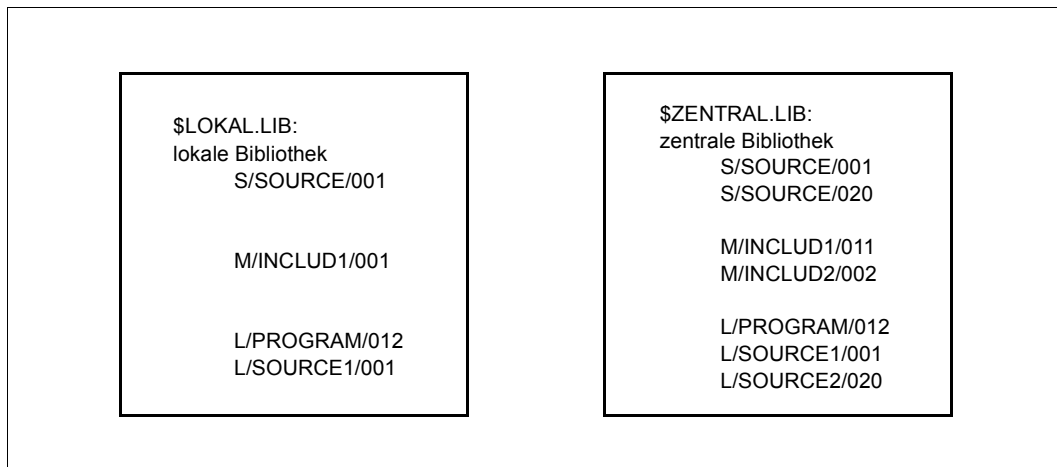 $LOKAL.LIB:
lokale Bibliothek
S/SOURCE/001
M/INCLUD1/001
L/PROGRAM/012
L/SOURCE1/001
$ZENTRAL.LIB:
zentrale Bibliothek
S/SOURCE/001
S/SOURCE/020
M/INCLUD1/011
M/INCLUD2/002
L/PROGRAM/012
L/SOURCE1/001
L/SOURCE2/020